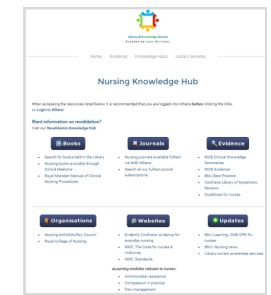 Library & Knowledge Service
Home Evidence Knowledge Hubs Library Services
Nursing Knowledge Hub
When accessing the resources listed below it is recommended that you are logged into Athens before clicking the links.
>> Login to Athens
Want information on revalidation?
Visit our Revalidation Knowledge Hub
Books
Search for books held in the Library
Nursing books available through
Oxford Medicine
Royal Marsden Manual of Clinical
Nursing Procedures
Journals
Nursing journals available fulltext
via NHS Athens
Search all our fulltext journal
subscriptions
Evidence
NICE Clinical Knowledge
Summaries
NICE Guidance
BMJ Best Practice
Cochrane Library of Systematic
Reviews
Guidelines for nurses
Organisations
Nursing and Midwifery Council
Royal College of Nursing
Websites
Evidently Cochrane: evidence for
everyday nursing
NMC: The Code for nurses &
midwives
NMC: Standards
eLearning modules relevant to nurses:
Antimicrobial resistance
Compassion in practice
Pain management
Updates
BMJ Learning: CME/CPD for
nurses
BMJ: Nursing news
Library current awareness services